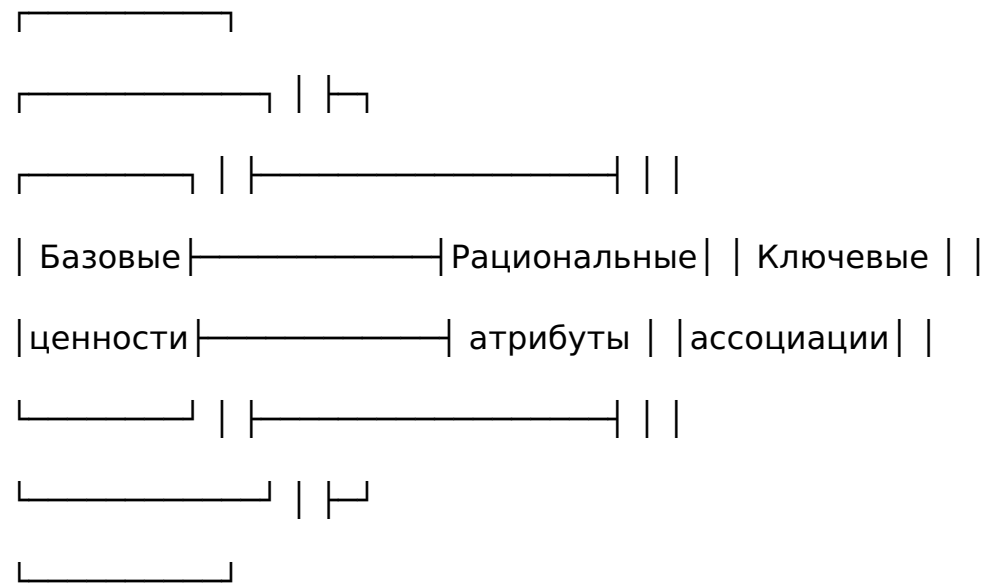 ┌────────────┐
┌──────────────┐ │ ├─┐
┌─────────┐ │ ├────────────────────┤ │ │
│ Базовые├──────────────┤Рациональные│ │ Ключевые │ │
│ценности├──────────────┤ атрибуты │ │ассоциации│ │
└─────────┘ │ ├────────────────────┤ │ │
└──────────────┘ │ ├─┘
└────────────┘